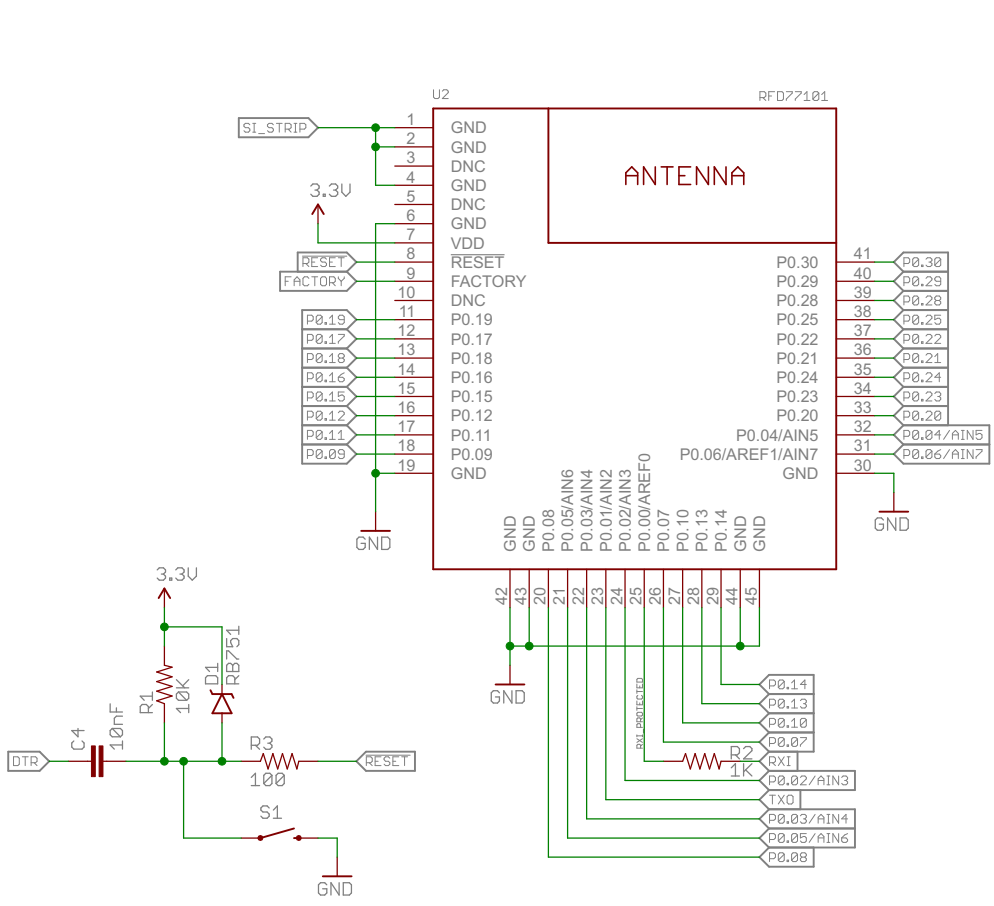 U2
RFD77101
ANTENNA
SI_STRIP
1 GND
2 GND
3 DNC
4 GND
5 DNC
6 GND
3.3V
7 VDD
RESET 8 RESET
FACTORY 9 FACTORY
10 DNC
P0.19 11 P0.19
P0.17 12 P0.17
P0.18 13 P0.18
P0.16 14 P0.16
P0.15 15 P0.15
P0.12 16 P0.12
P0.11 17 P0.11
P0.09 18 P0.09
19 GND
GND
P0.30 41 P0.30
P0.29 40 P0.29
P0.28 39 P0.28
P0.25 38 P0.25
P0.22 37 P0.22
P0.21 36 P0.21
P0.24 35 P0.24
P0.23 34 P0.23
P0.20 33 P0.20
P0.04/AIN5 32 P0.04/AIN5
P0.06/AREF1/AIN7 31 P0.06/AIN7
GND 30
GND
GND 42
GND 43
P0.08 20
P0.05/AIN6 21
P0.03/AIN4 22
P0.01/AIN2 23
P0.02/AIN3 24
P0.00/AREF0 25
P0.07 26
P0.10 27
P0.13 28
P0.14 29
GND 44
GND 45
GND
RXI_PROTECTED
P0.14
P0.13
P0.10
P0.07
R2
1K
RXI
P0.02/AIN3
TXO
P0.03/AIN4
P0.05/AIN6
P0.08
3.3V
R1
10K
D1
RB751
C4
10nF
DTR
R3
100
RESET
S1
GND